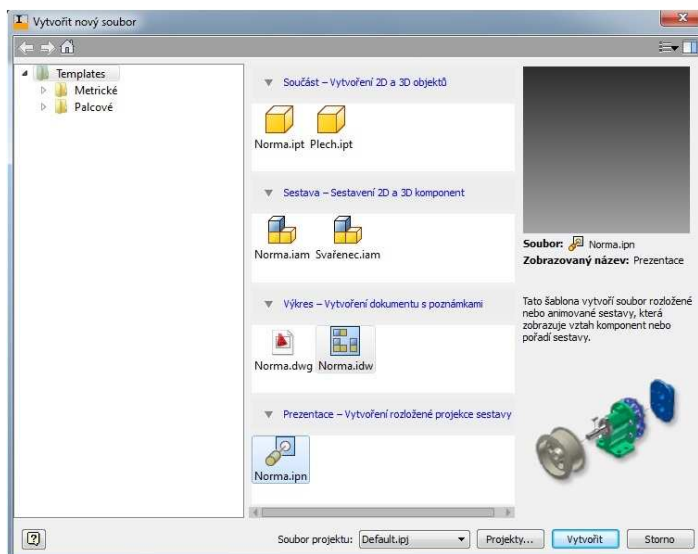 Vytvořit nový soubor
Templates
Metrické
Palcové
Součást – Vytvoření 2D a 3D objektů
Norma.ipt Plech.ipt
Sestava – Sestavení 2D a 3D komponent
Norma.iam Svařenec.iam
Výkres – Vytvoření dokumentu s poznámkami
Norma.dwg Norma.idw
Prezentace – Vytvoření rozložené projekce sestavy
Norma.ipn
Soubor: Norma.ipn
Zobrazovaný název: Prezentace
Tato šablona vytvoří soubor rozložené
nebo animované sestavy, která
zobrazuje vztah komponent nebo
pořadí sestavy.
Soubor projektu: Default.ipj Projekty... Vytvořit Storno